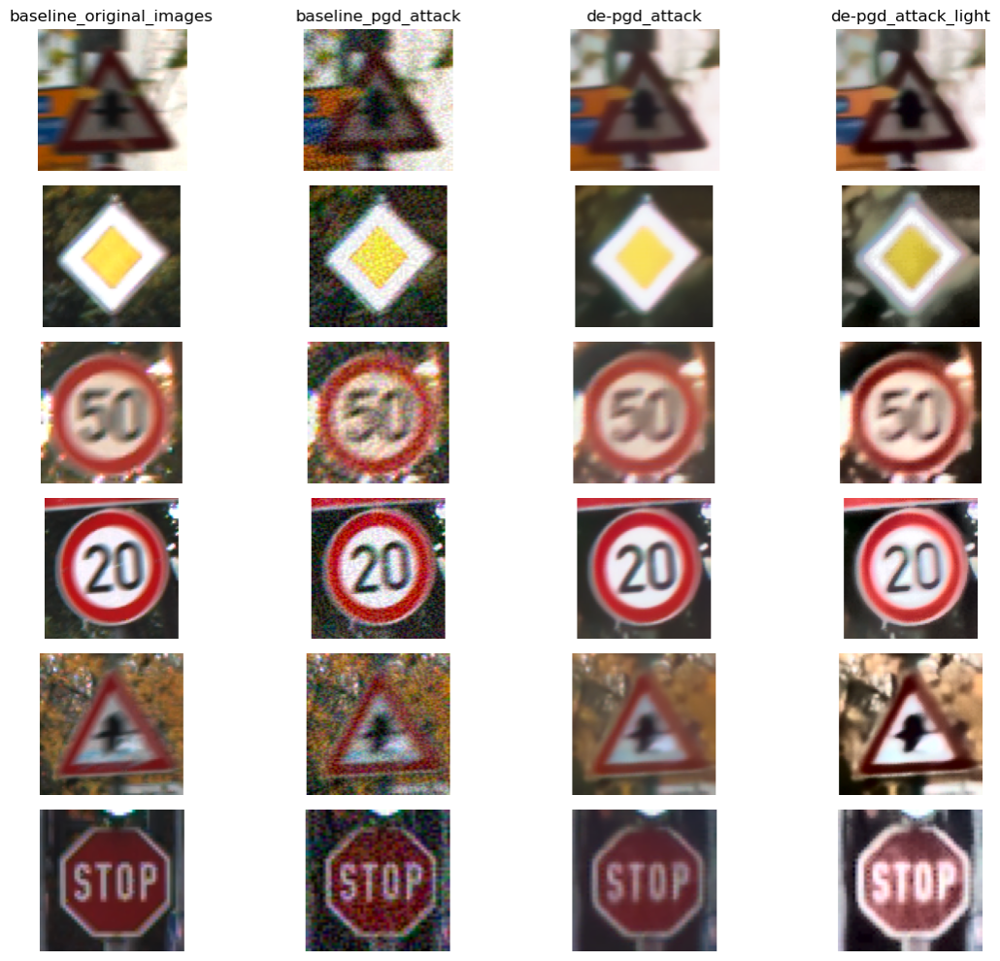 baseline_original_images baseline_pgd_attack de-pgd_attack de-pgd_attack_light
50 50 50 50
20 20 20 20
STOP STOP STOP STOP